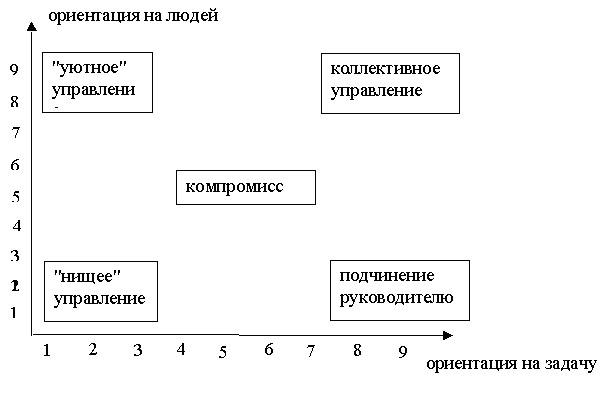 ориентация на людей
9
"уютное"
управлени
коллективное
управление
8
7
6
компромисс
5
4
3
"нищее"
управление
подчинение
руководителю
2
1
1 2 3 4 5 6 7 8 9
ориентация на задачу